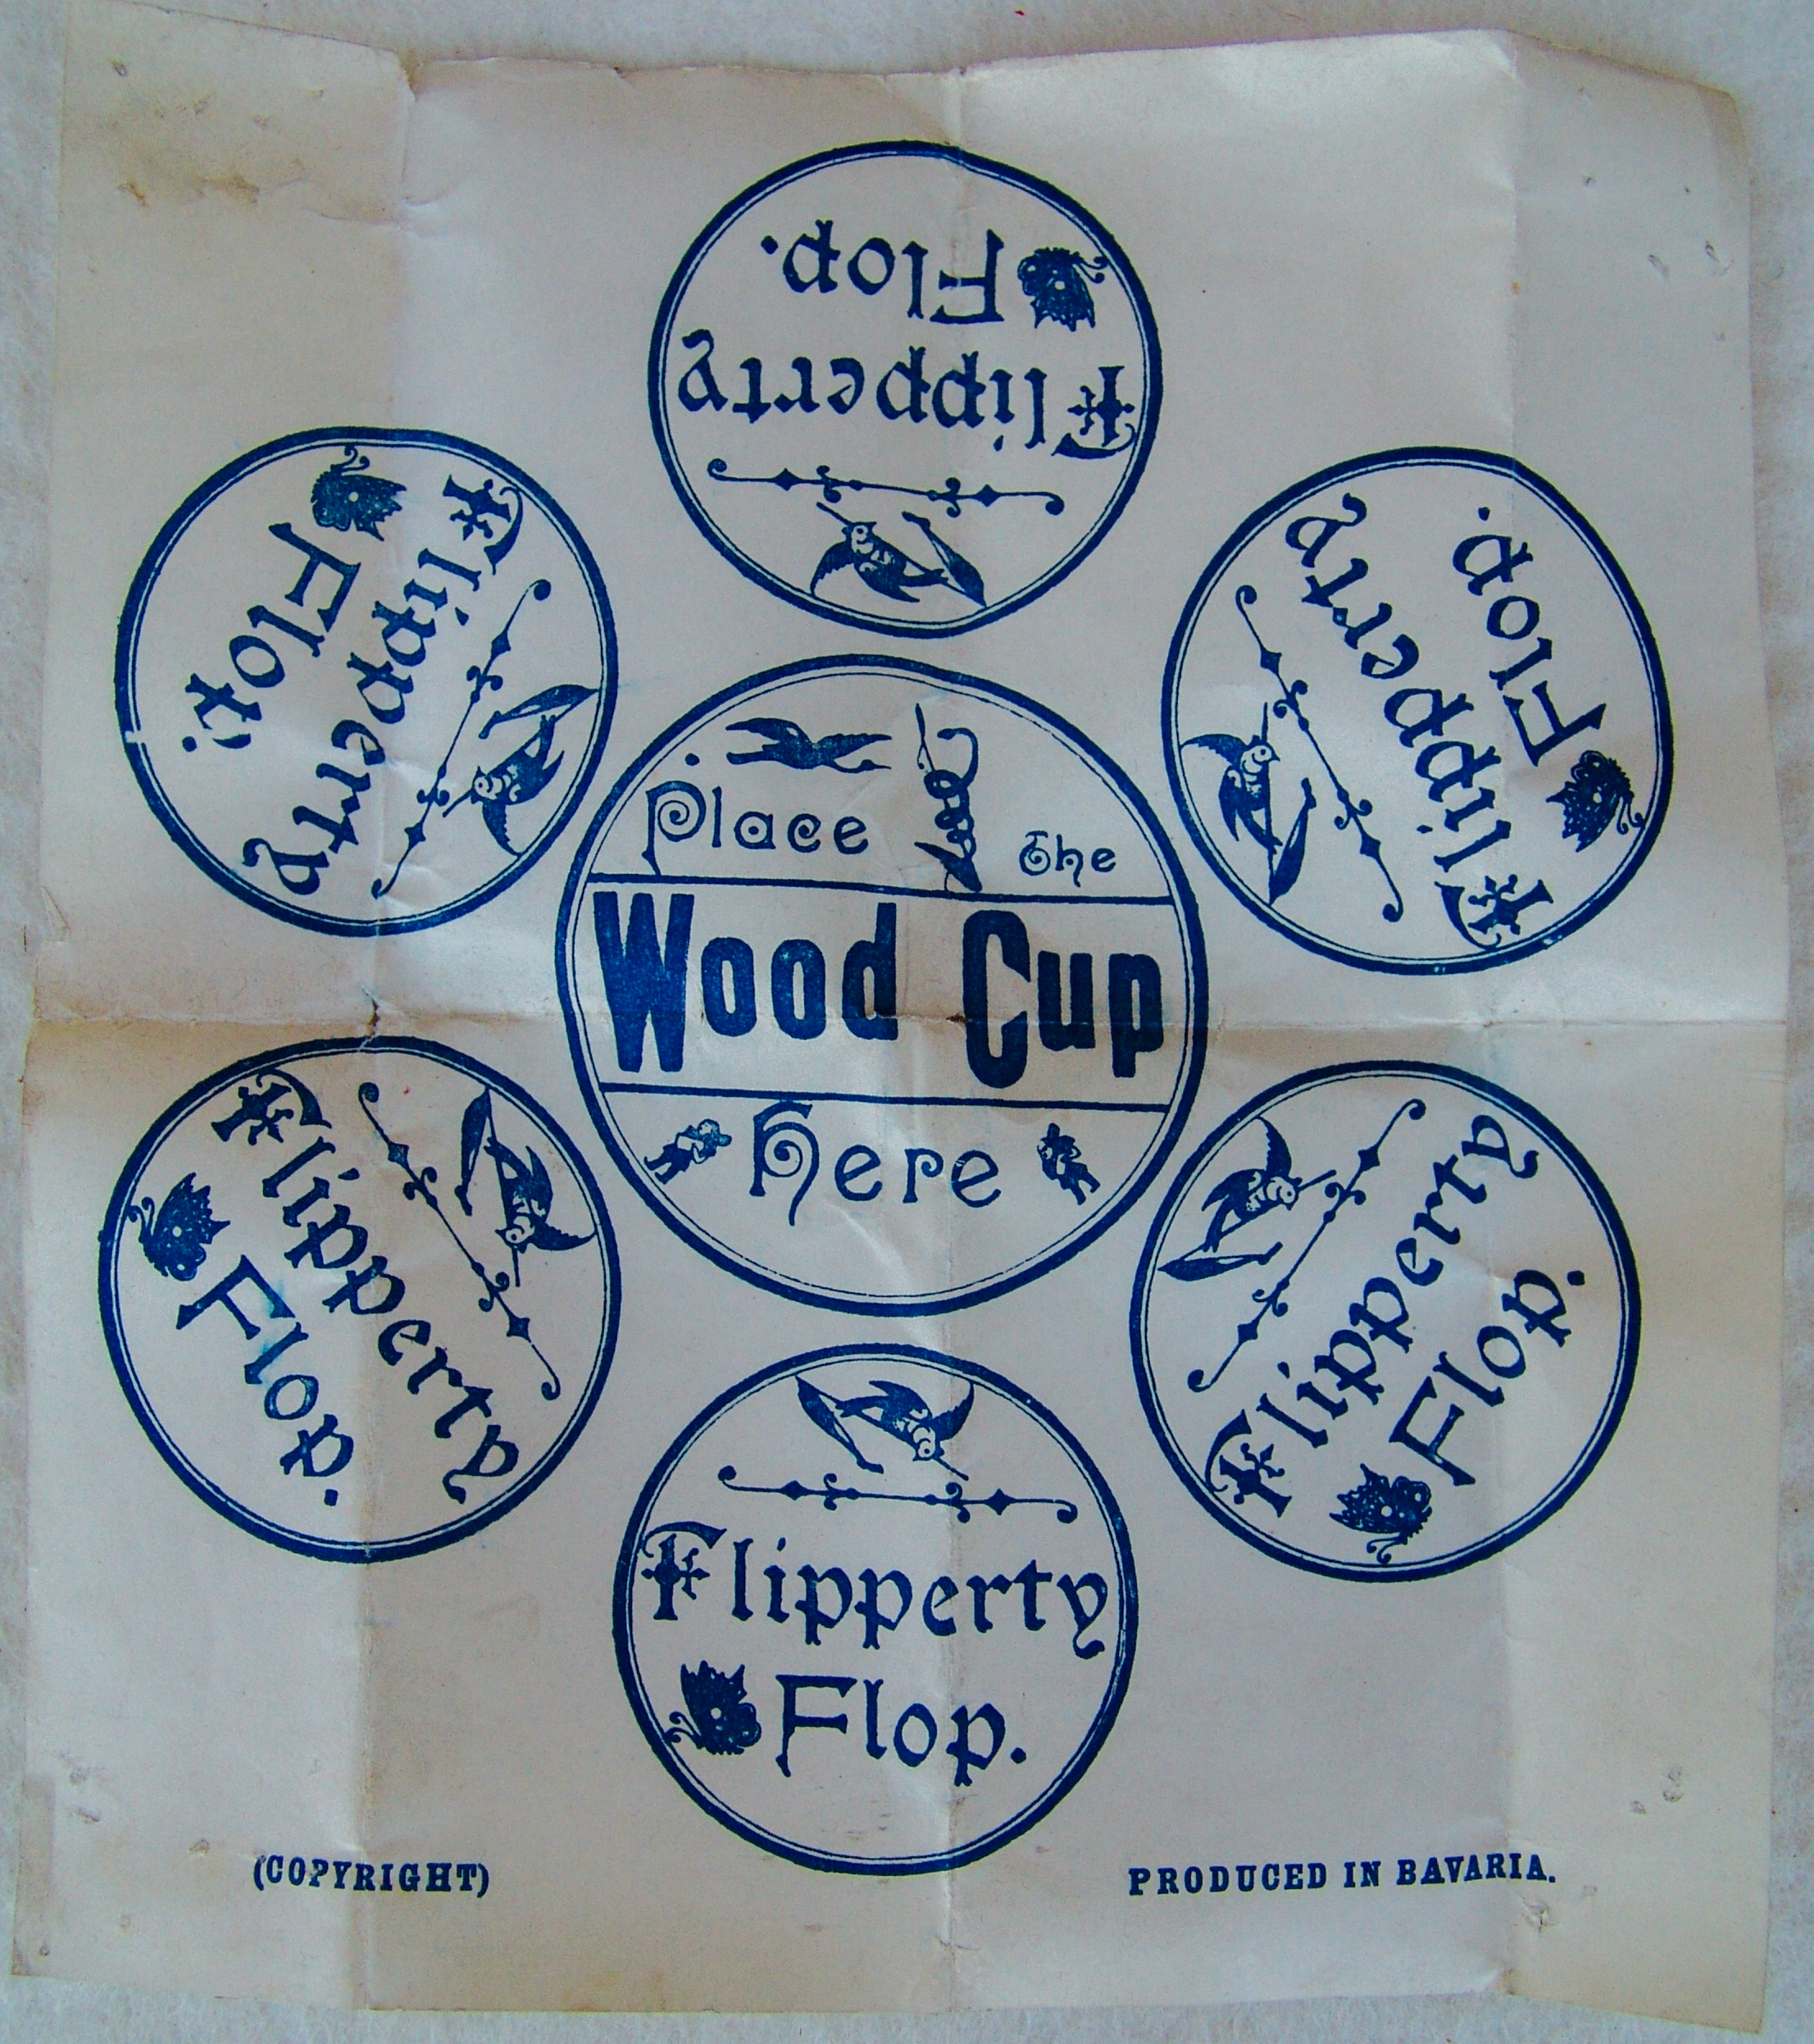 Flipperty
Flop.
Flipperty
Flop.
Flipperty
Flop.
Place The
Wood Cup
Here
Flipperty
Flop.
Flipperty
Flop.
Flipperty
Flop.
(COPYRIGHT)
PRODUCED IN BAVARIA.